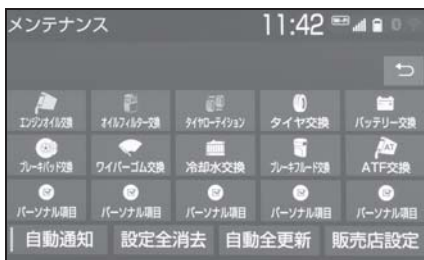 メンテナンス 11:42
エンジンオイル交換 オイルフィルター交換 タイヤローテイション タイヤ交換 バッテリー交換
ブレーキパッド交換 ワイパーゴム交換 冷却水交換 ブレーキフルード交換 ATF交換
パーソナル項目 パーソナル項目 パーソナル項目 パーソナル項目 パーソナル項目
自動通知 設定全消去 自動全更新 販売店設定